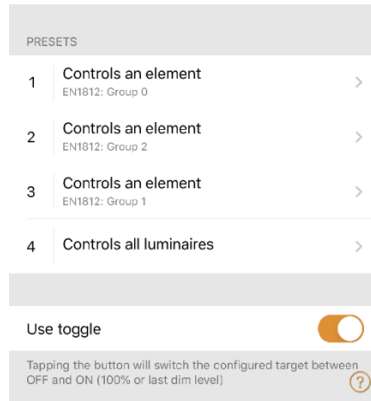 PRESETS
1 Controls an element
EN1812: Group 0
2 Controls an element
EN1812: Group 2
3 Controls an element
EN1812: Group 1
4 Controls all luminaires
Use toggle
Tapping the button will switch the configured target between
OFF and ON (100% or last dim level)
?